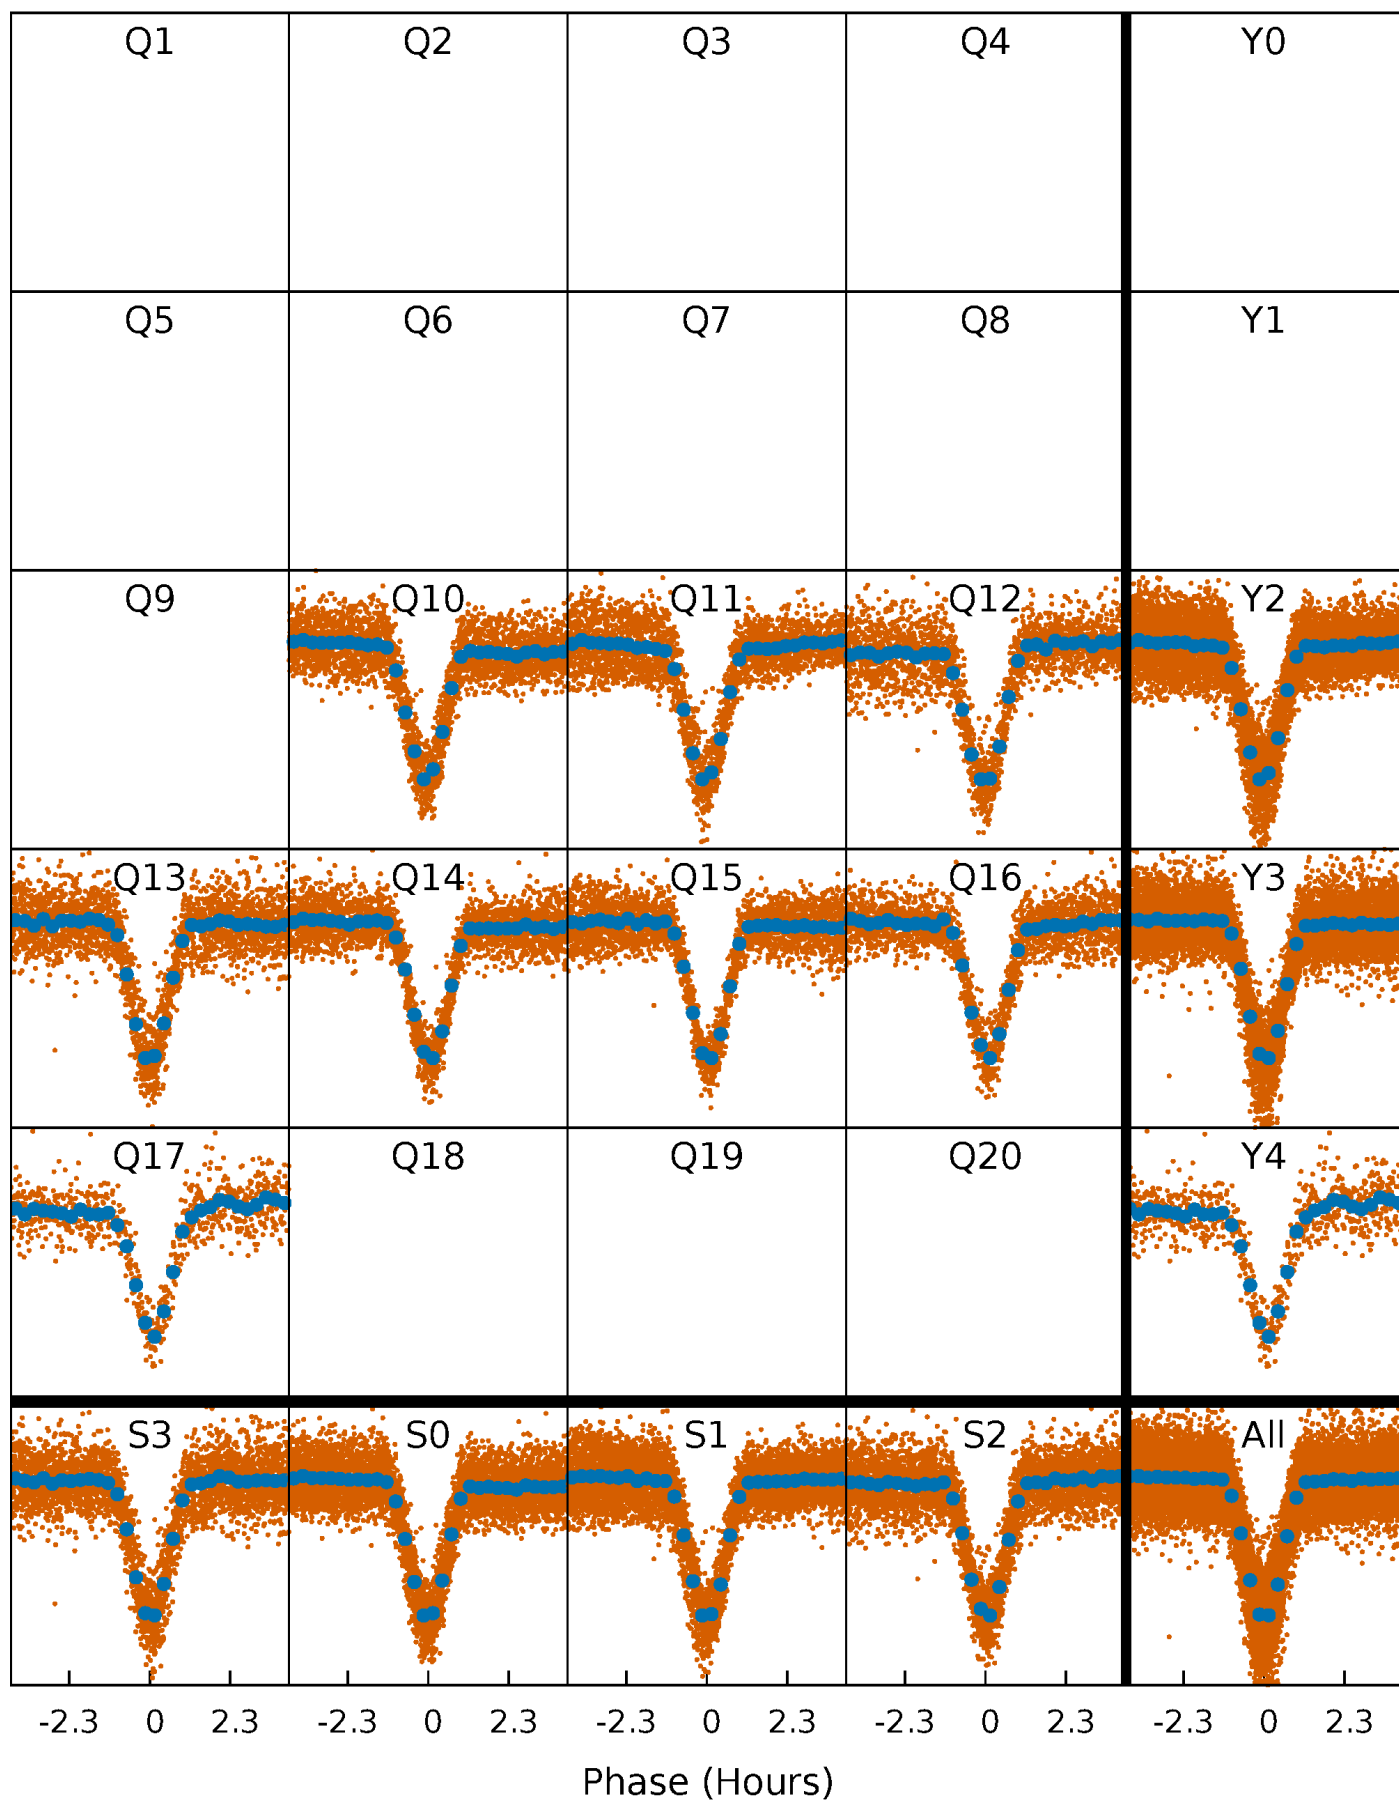 Q1 Q2 Q3 Q4 Y0
Q5 Q6 Q7 Q8 Y1
Q9 Q10 Q11 Q12 Y2
Q13 Q14 Q15 Q16 Y3
Q17 Q18 Q19 Q20 Y4
S3 S0 S1 S2 All
-2.3 0 2.3 -2.3 0 2.3 -2.3 0 2.3 -2.3 0 2.3 -2.3 0 2.3
Phase (Hours)